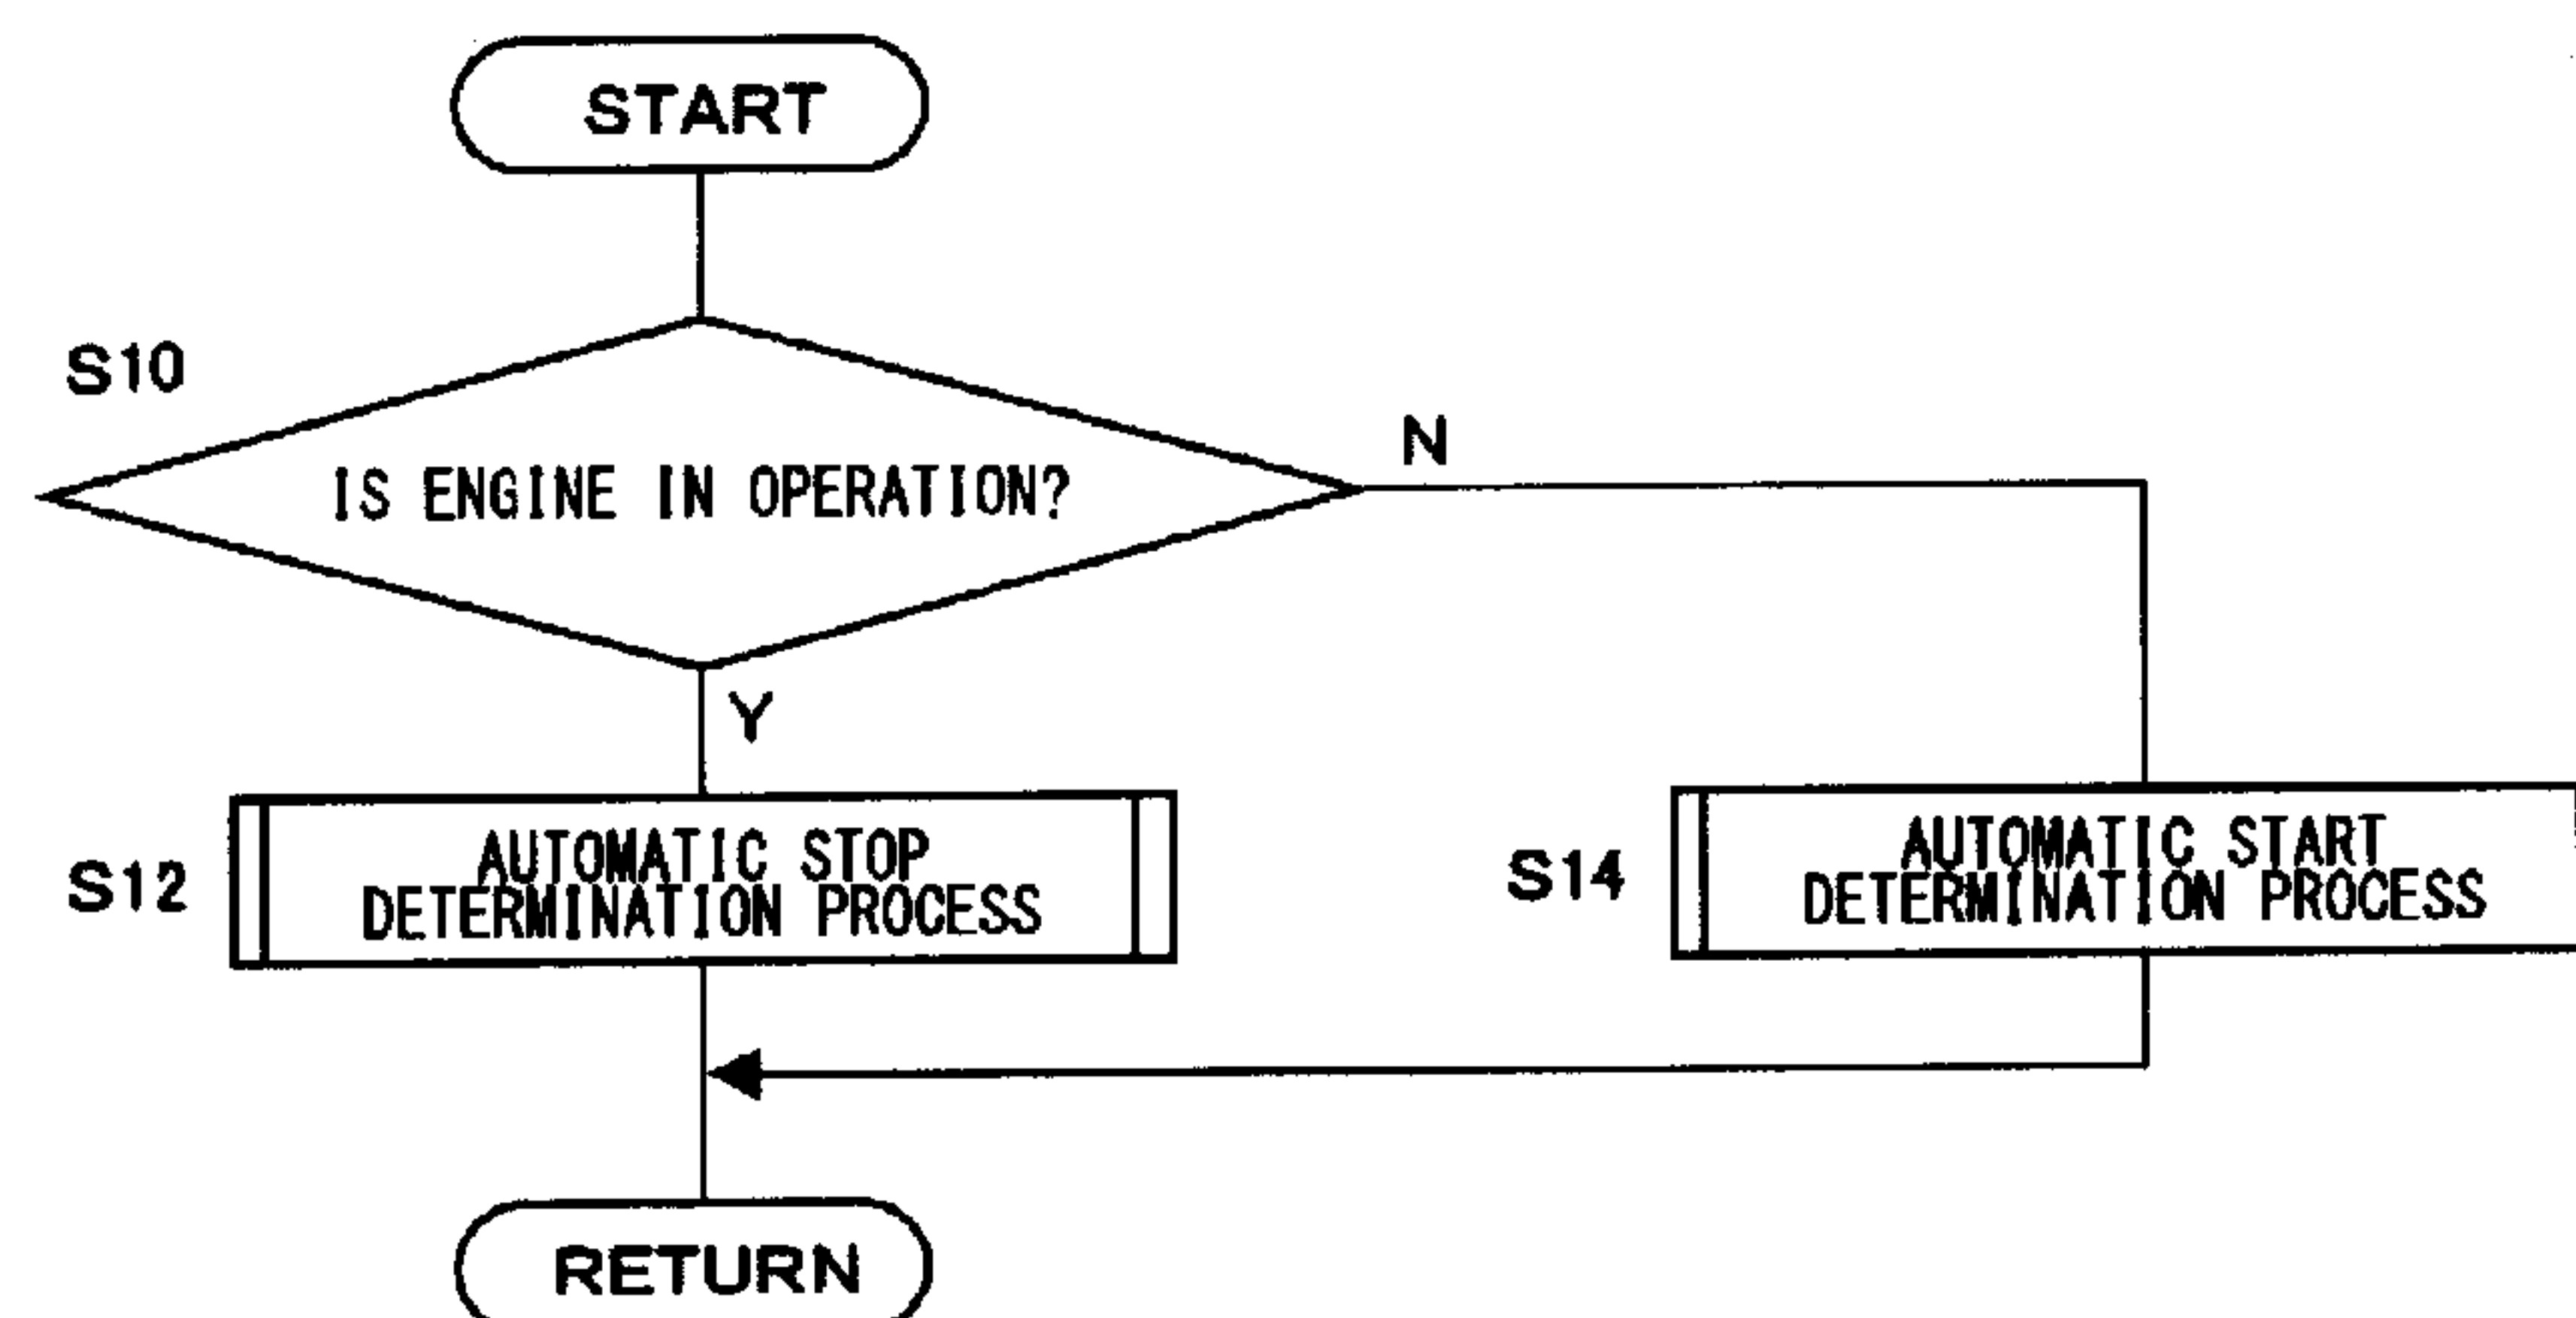 START
S10
IS ENGINE IN OPERATION?
N
Y
S12
AUTOMATIC STOP
DETERMINATION PROCESS
S14
AUTOMATIC START
DETERMINATION PROCESS
RETURN